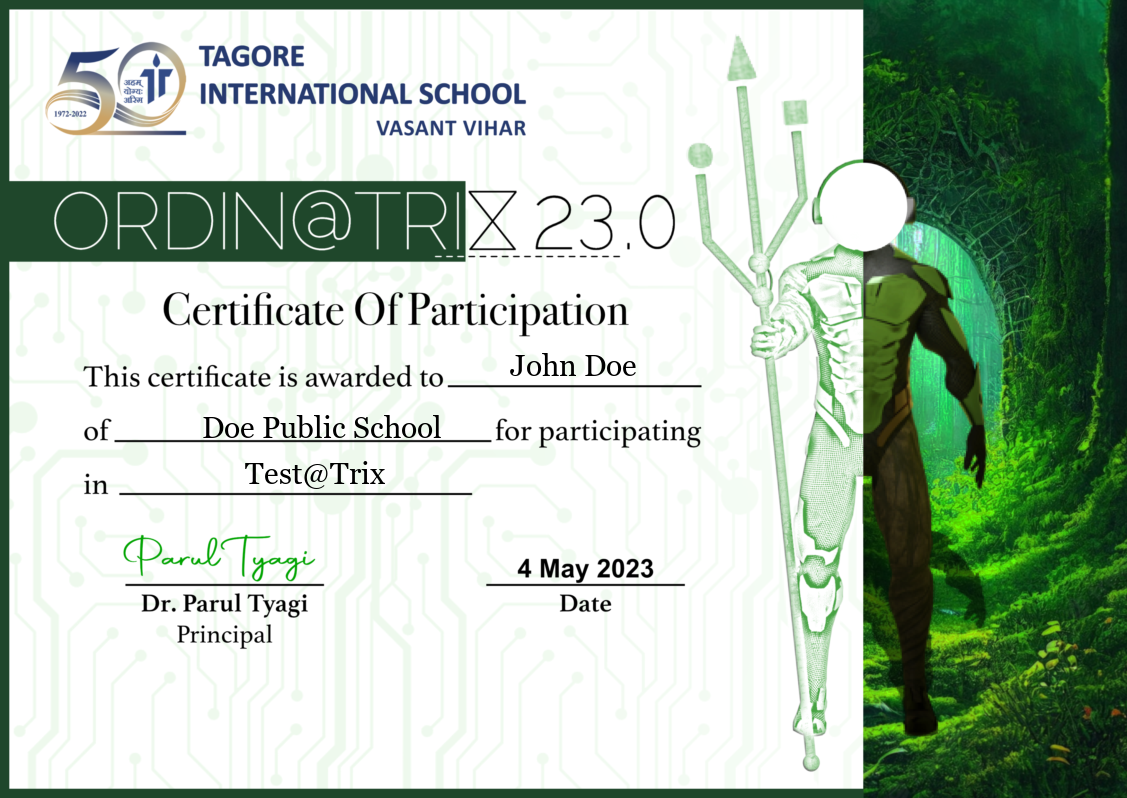 50
अहम्
योग्यः
अस्मि
1972-2022
TAGORE
INTERNATIONAL SCHOOL
VASANT VIHAR
ORDIN@TRIX 23.0
Certificate Of Participation
This certificate is awarded to John Doe
of Doe Public School for participating
in Test@Trix
Parul Tyagi
4 May 2023
Dr. Parul Tyagi
Date
Principal